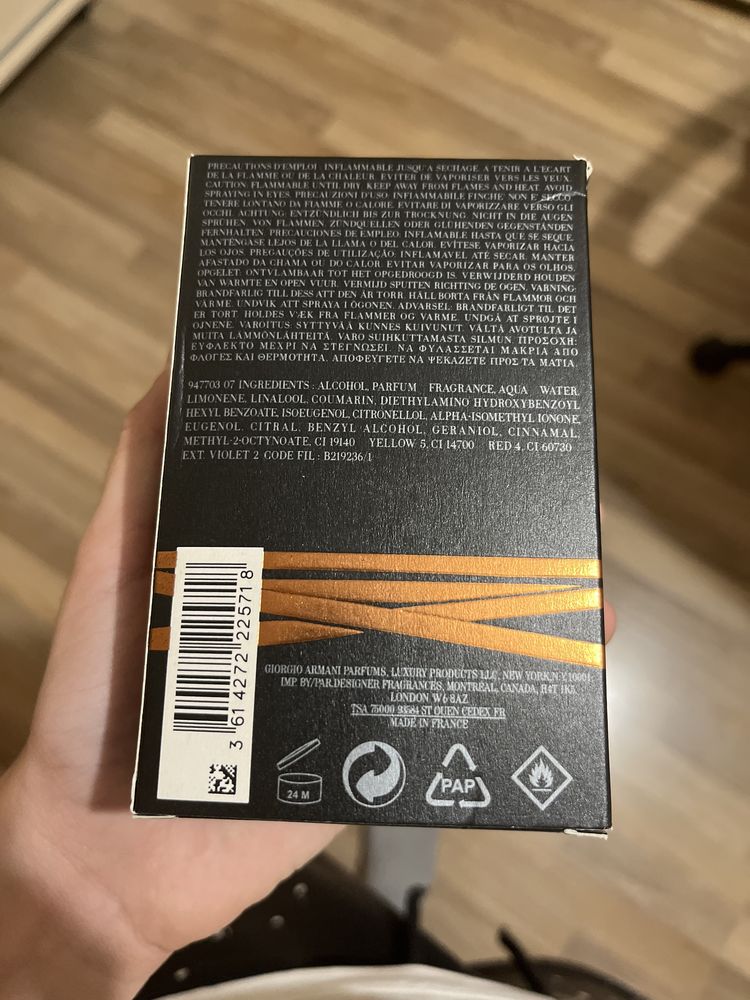 PRECAUTIONS D'EMPLOI : INFLAMMABLE JUSQU'A SECHAGE A TENIR A L'ECART
DE LA FLAMME OU DE LA CHALEUR. EVITER DE VAPORISER VERS LES YEUX.
CAUTION: FLAMMABLE UNTIL DRY. KEEP AWAY FROM FLAMES AND HEAT. AVOID
SPRAYING IN EYES. PRECAUZIONI D'USO: INFIAMMABILE FINCHE' NON E' SECCO.
TENERE LONTANO DA FIAMME O CALORE. EVITARE DI VAPORIZZARE VERSO GLI
OCCHI. ACHTUNG: ENTZÜNDLICH BIS ZUR TROCKNUNG. NICHT IN DIE AUGEN
SPRÜHEN. VON FLAMMEN, ZUNDQUELLEN ODER GLÜHENDEN GEGENSTÄNDEN
FERNHALTEN. PRECAUCIONES DE EMPLEO: INFLAMABLE HASTA QUE SE SEQUE.
MANTÉNGASE LEJOS DE LA LLAMA O DEL CALOR. EVÍTESE VAPORIZAR HACIA
LOS OJOS. PRECAUÇÕES DE UTILIZAÇÃO: INFLAMAVEL ATÉ SECAR. MANTER
AFASTADO DA CHAMA OU DO CALOR. EVITAR VAPORIZAR PARA OS OLHOS.
OPGELET: ONTVLAMBAAR TOT HET OPGEDROOGD IS. VERWIJDERD HOUDEN
VAN WARMTE EN OPEN VUUR. VERMIJD SPUITEN RICHTING DE OGEN. VARNING:
BRANDFARLIG TILL DESS ATT DEN ÄR TORR. HÅLL BORTA FRÅN FLAMMOR OCH
VÄRME. UNDVIK ATT SPRAYA I ÖGONEN. ADVARSEL: BRANDFARLIGT TIL DET
ER TORT. HOLDES VÆK FRA FLAMMER OG VARME. UNDGÅ AT SPRØJTE I
ØJNENE. VAROITUS: SYTTYVÄÄ KUNNES KUIVUNUT. VÄLTÄ AVOTULTA JA
MUITA LÄMMÖNLÄHTEITÄ. VARO SUIHKUTTAMASTA SILMÜN. ΠΡΟΣΟΧΗ:
ΕΥΦΛΕΚΤΟ ΜΕΧΡΙ ΝΑ ΣΤΕΓΝΩΣΕΙ. ΝΑ ΦΥΛΑΣΣΕΤΑΙ ΜΑΚΡΙΑ ΑΠΟ
ΦΛΟΓΕΣ ΚΑΙ ΘΕΡΜΟΤΗΤΑ. ΑΠΟΦΕΥΓΕΤΕ ΝΑ ΨΕΚΑΖΕΤΕ ΠΡΟΣ ΤΑ ΜΑΤΙΑ.
947703 07 INGREDIENTS : ALCOHOL, PARFUM FRAGRANCE, AQUA WATER,
LIMONENE, LINALOOL, COUMARIN, DIETHYLAMINO HYDROXYBENZOYL
HEXYL BENZOATE, ISOEUGENOL, CITRONELLOL, ALPHA-ISOMETHYL IONONE,
EUGENOL, CITRAL, BENZYL ALCOHOL, GERANIOL, CINNAMAL,
METHYL-2-OCTYNOATE, CI 19140 YELLOW 5, CI 14700 RED 4, CI 60730
EXT. VIOLET 2 CODE FIL : B219236/1
3 614272 225718
GIORGIO ARMANI PARFUMS, LUXURY PRODUCTS LLC, NEW YORK, N.Y. 10001.
IMP. BY/PAR.DESIGNER FRAGRANCES, MONTREAL, CANADA, H4T 1K5.
LONDON W6 8AZ
TSA 75000 93584 ST OUEN CEDEX FR
MADE IN FRANCE
24 M
PAP